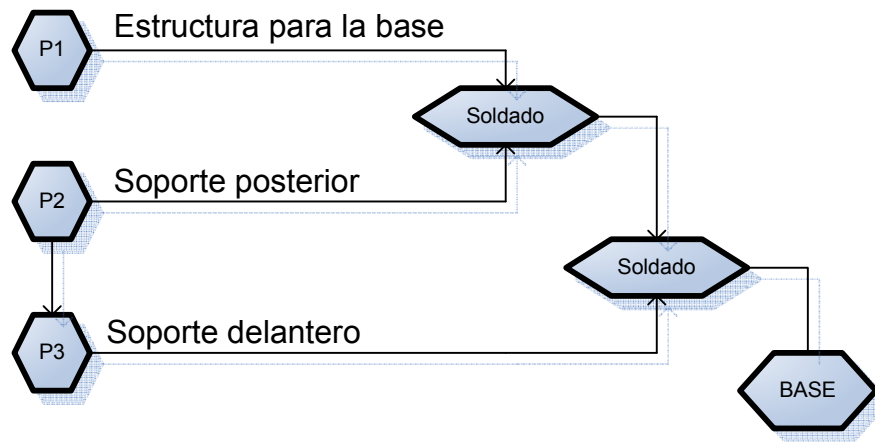 P1
Estructura para la base
Soldado
P2
Soporte posterior
Soldado
P3
Soporte delantero
BASE